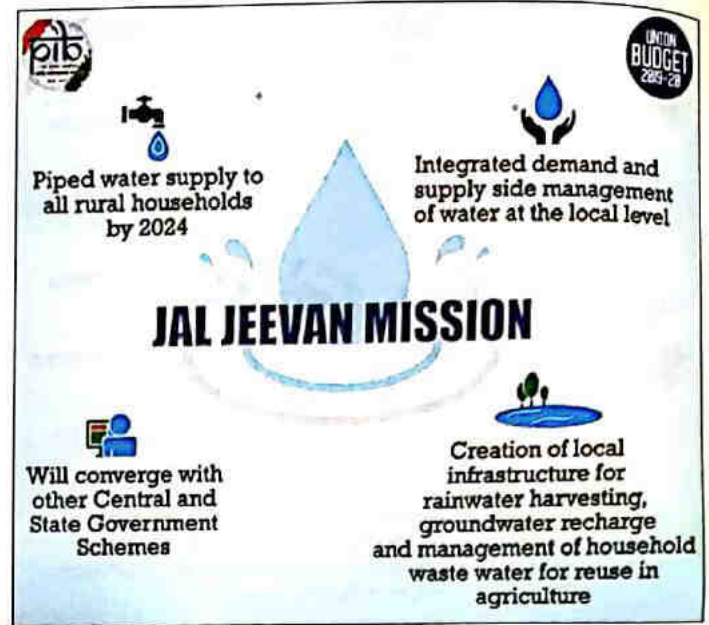 pib
UNION
BUDGET
2019-20
Piped water supply to
all rural households
by 2024
Integrated demand and
supply side management
of water at the local level
JAL JEEVAN MISSION
Will converge with
other Central and
State Government
Schemes
Creation of local
infrastructure for
rainwater harvesting,
groundwater recharge
and management of household
waste water for reuse in
agriculture